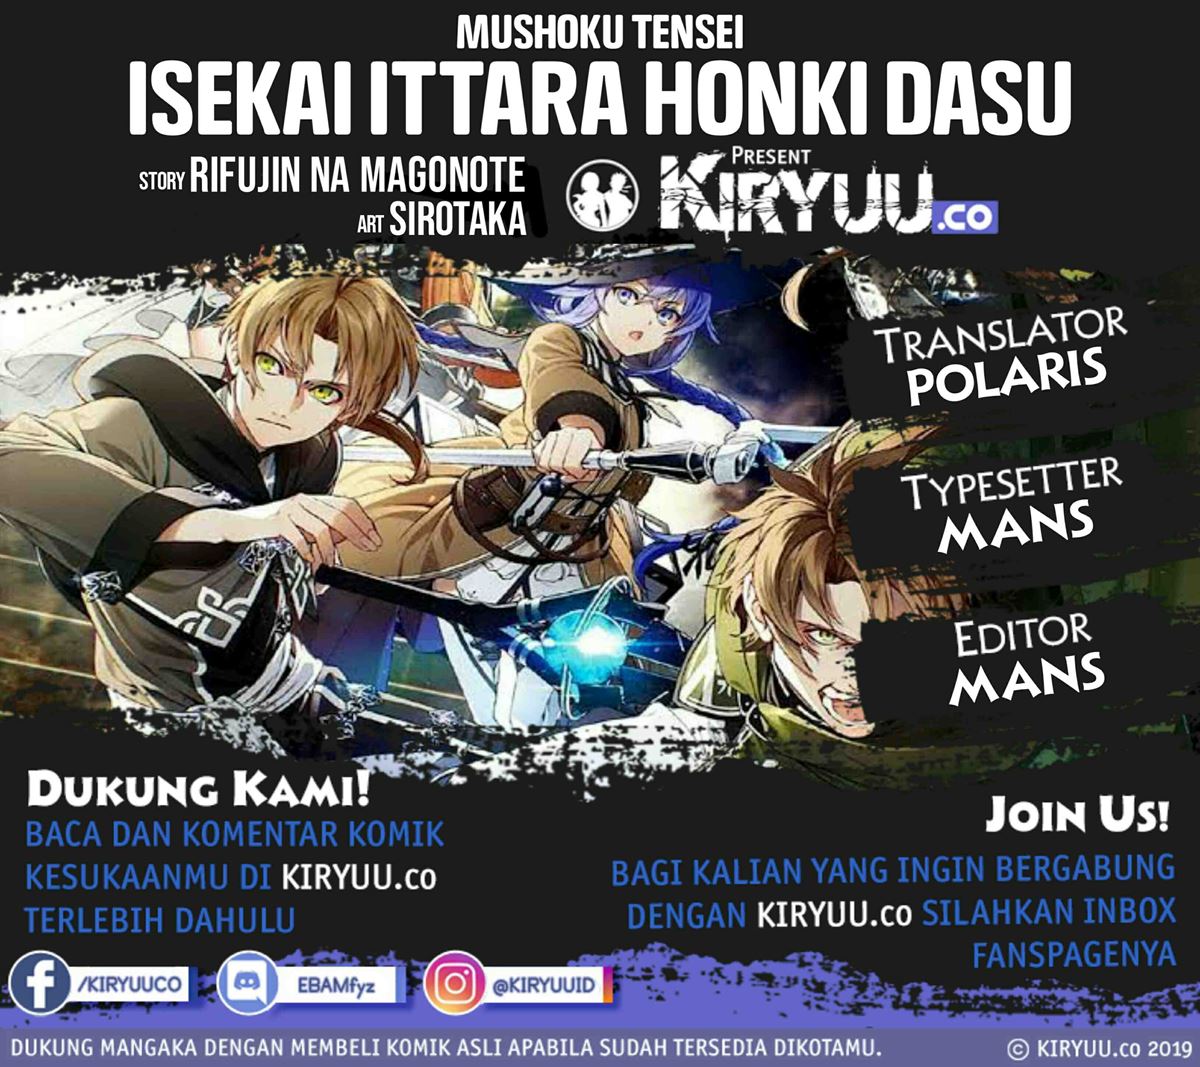 MUSHOKU TENSEI
ISEKAI ITTARA HONKI DASU
STORY RIFUJIN NA MAGONOTE
ART SIROTAKA
PRESENT
KIRYUU.CO
TRANSLATOR
POLARIS
TYPESETTER
MANS
EDITOR
MANS
DUKUNG KAMI!
BACA DAN KOMENTAR KOMIK
KESUKAANMU DI KIRYUU.co
TERLEBIH DAHULU
JOIN US!
BAGI KALIAN YANG INGIN BERGABUNG
DENGAN KIRYUU.co SILAHKAN INBOX
FANSPAGENYA
/KIRYUUCO
EBAMfyz
@KIRYUUID
DUKUNG MANGAKA DENGAN MEMBELI KOMIK ASLI APABILA SUDAH TERSEDIA DIKOTAMU.
© KIRYUU.co 2019